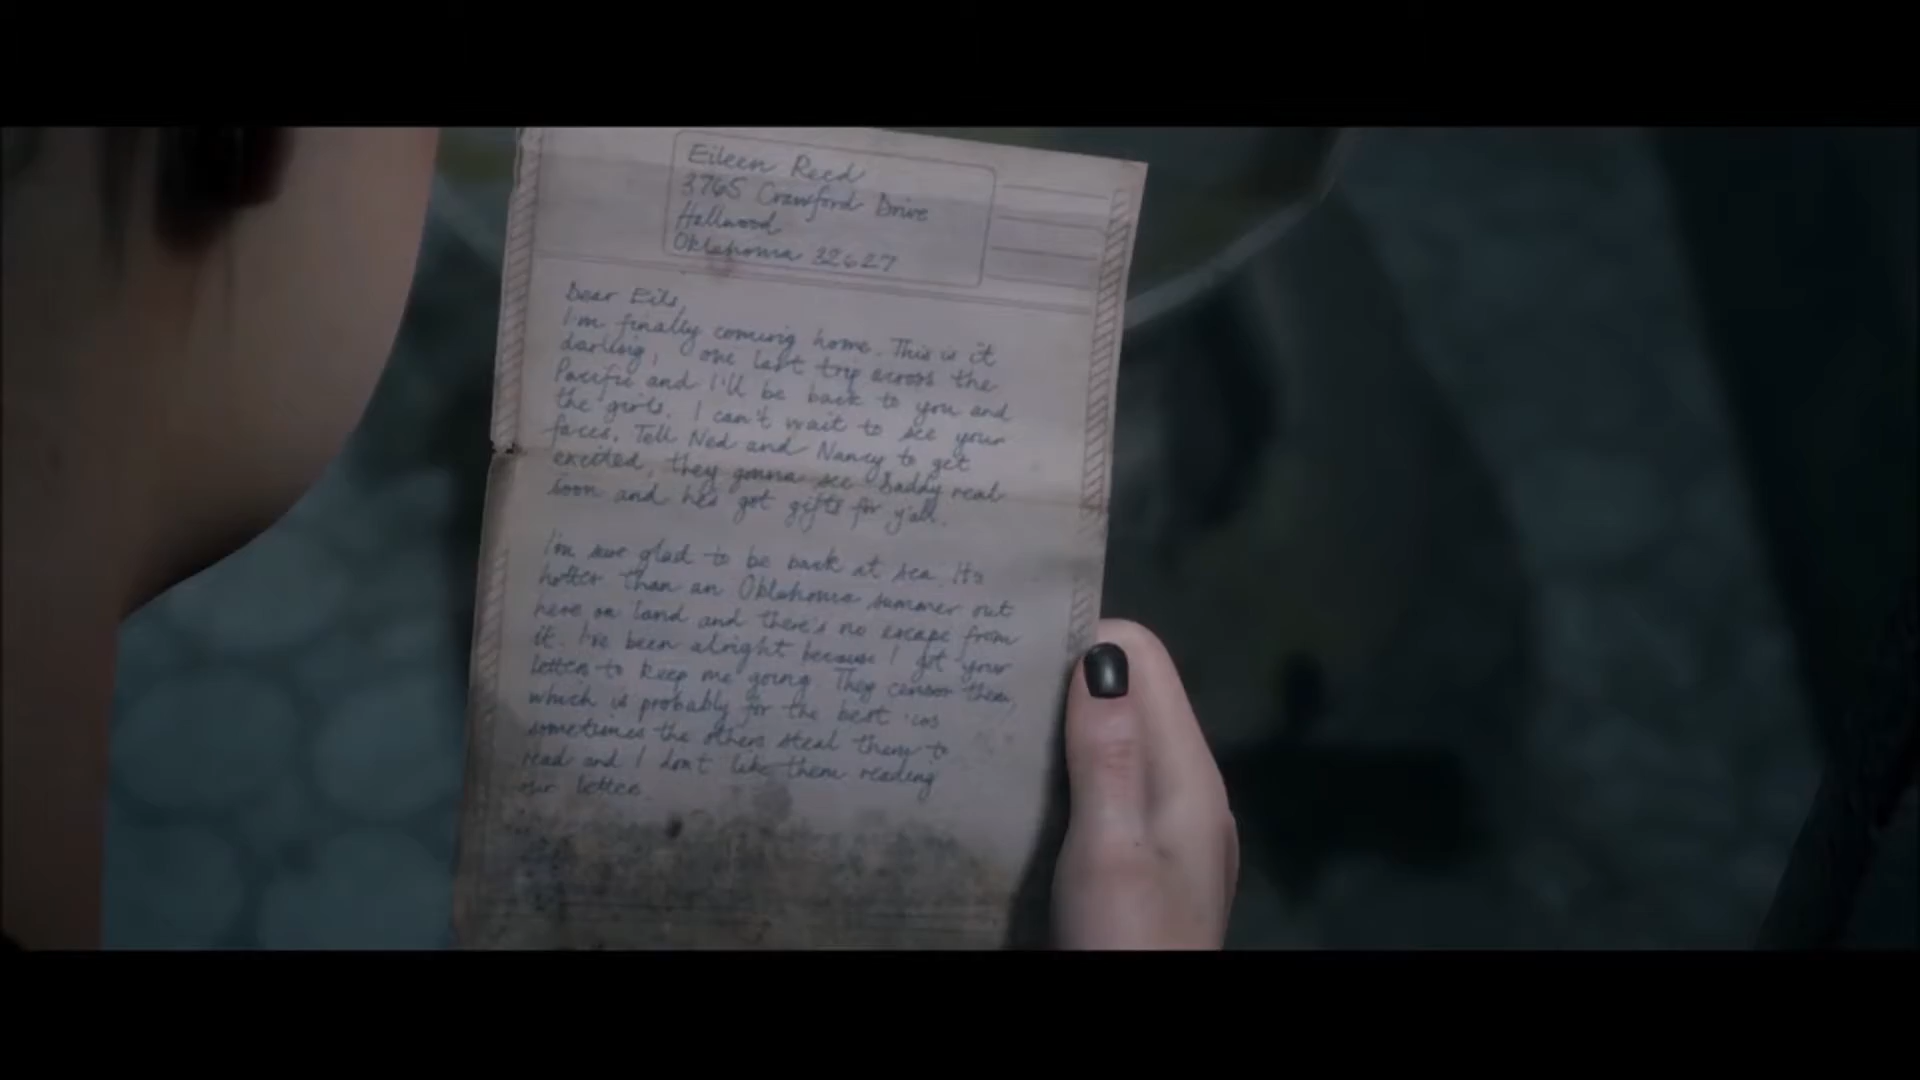 Eileen Reed
3765 Crawford Drive
Hallwood
Oklahoma 32627
Dear Eils,
I'm finally coming home. This is it
darling, one last trip across the
Pacific and I'll be back to you and
the girls. I can't wait to see your
faces. Tell Ned and Nancy to get
excited, they gonna see Daddy real
soon and he's got gifts for y'all.
I'm sure glad to be back at sea. It's
hotter than an Oklahoma summer out
here on land and there's no escape from
it. I've been alright because I got your
letters to keep me going. They censor them,
which is probably for the best 'cos
sometimes the others steal them to
read and I don't like them reading
our letters.